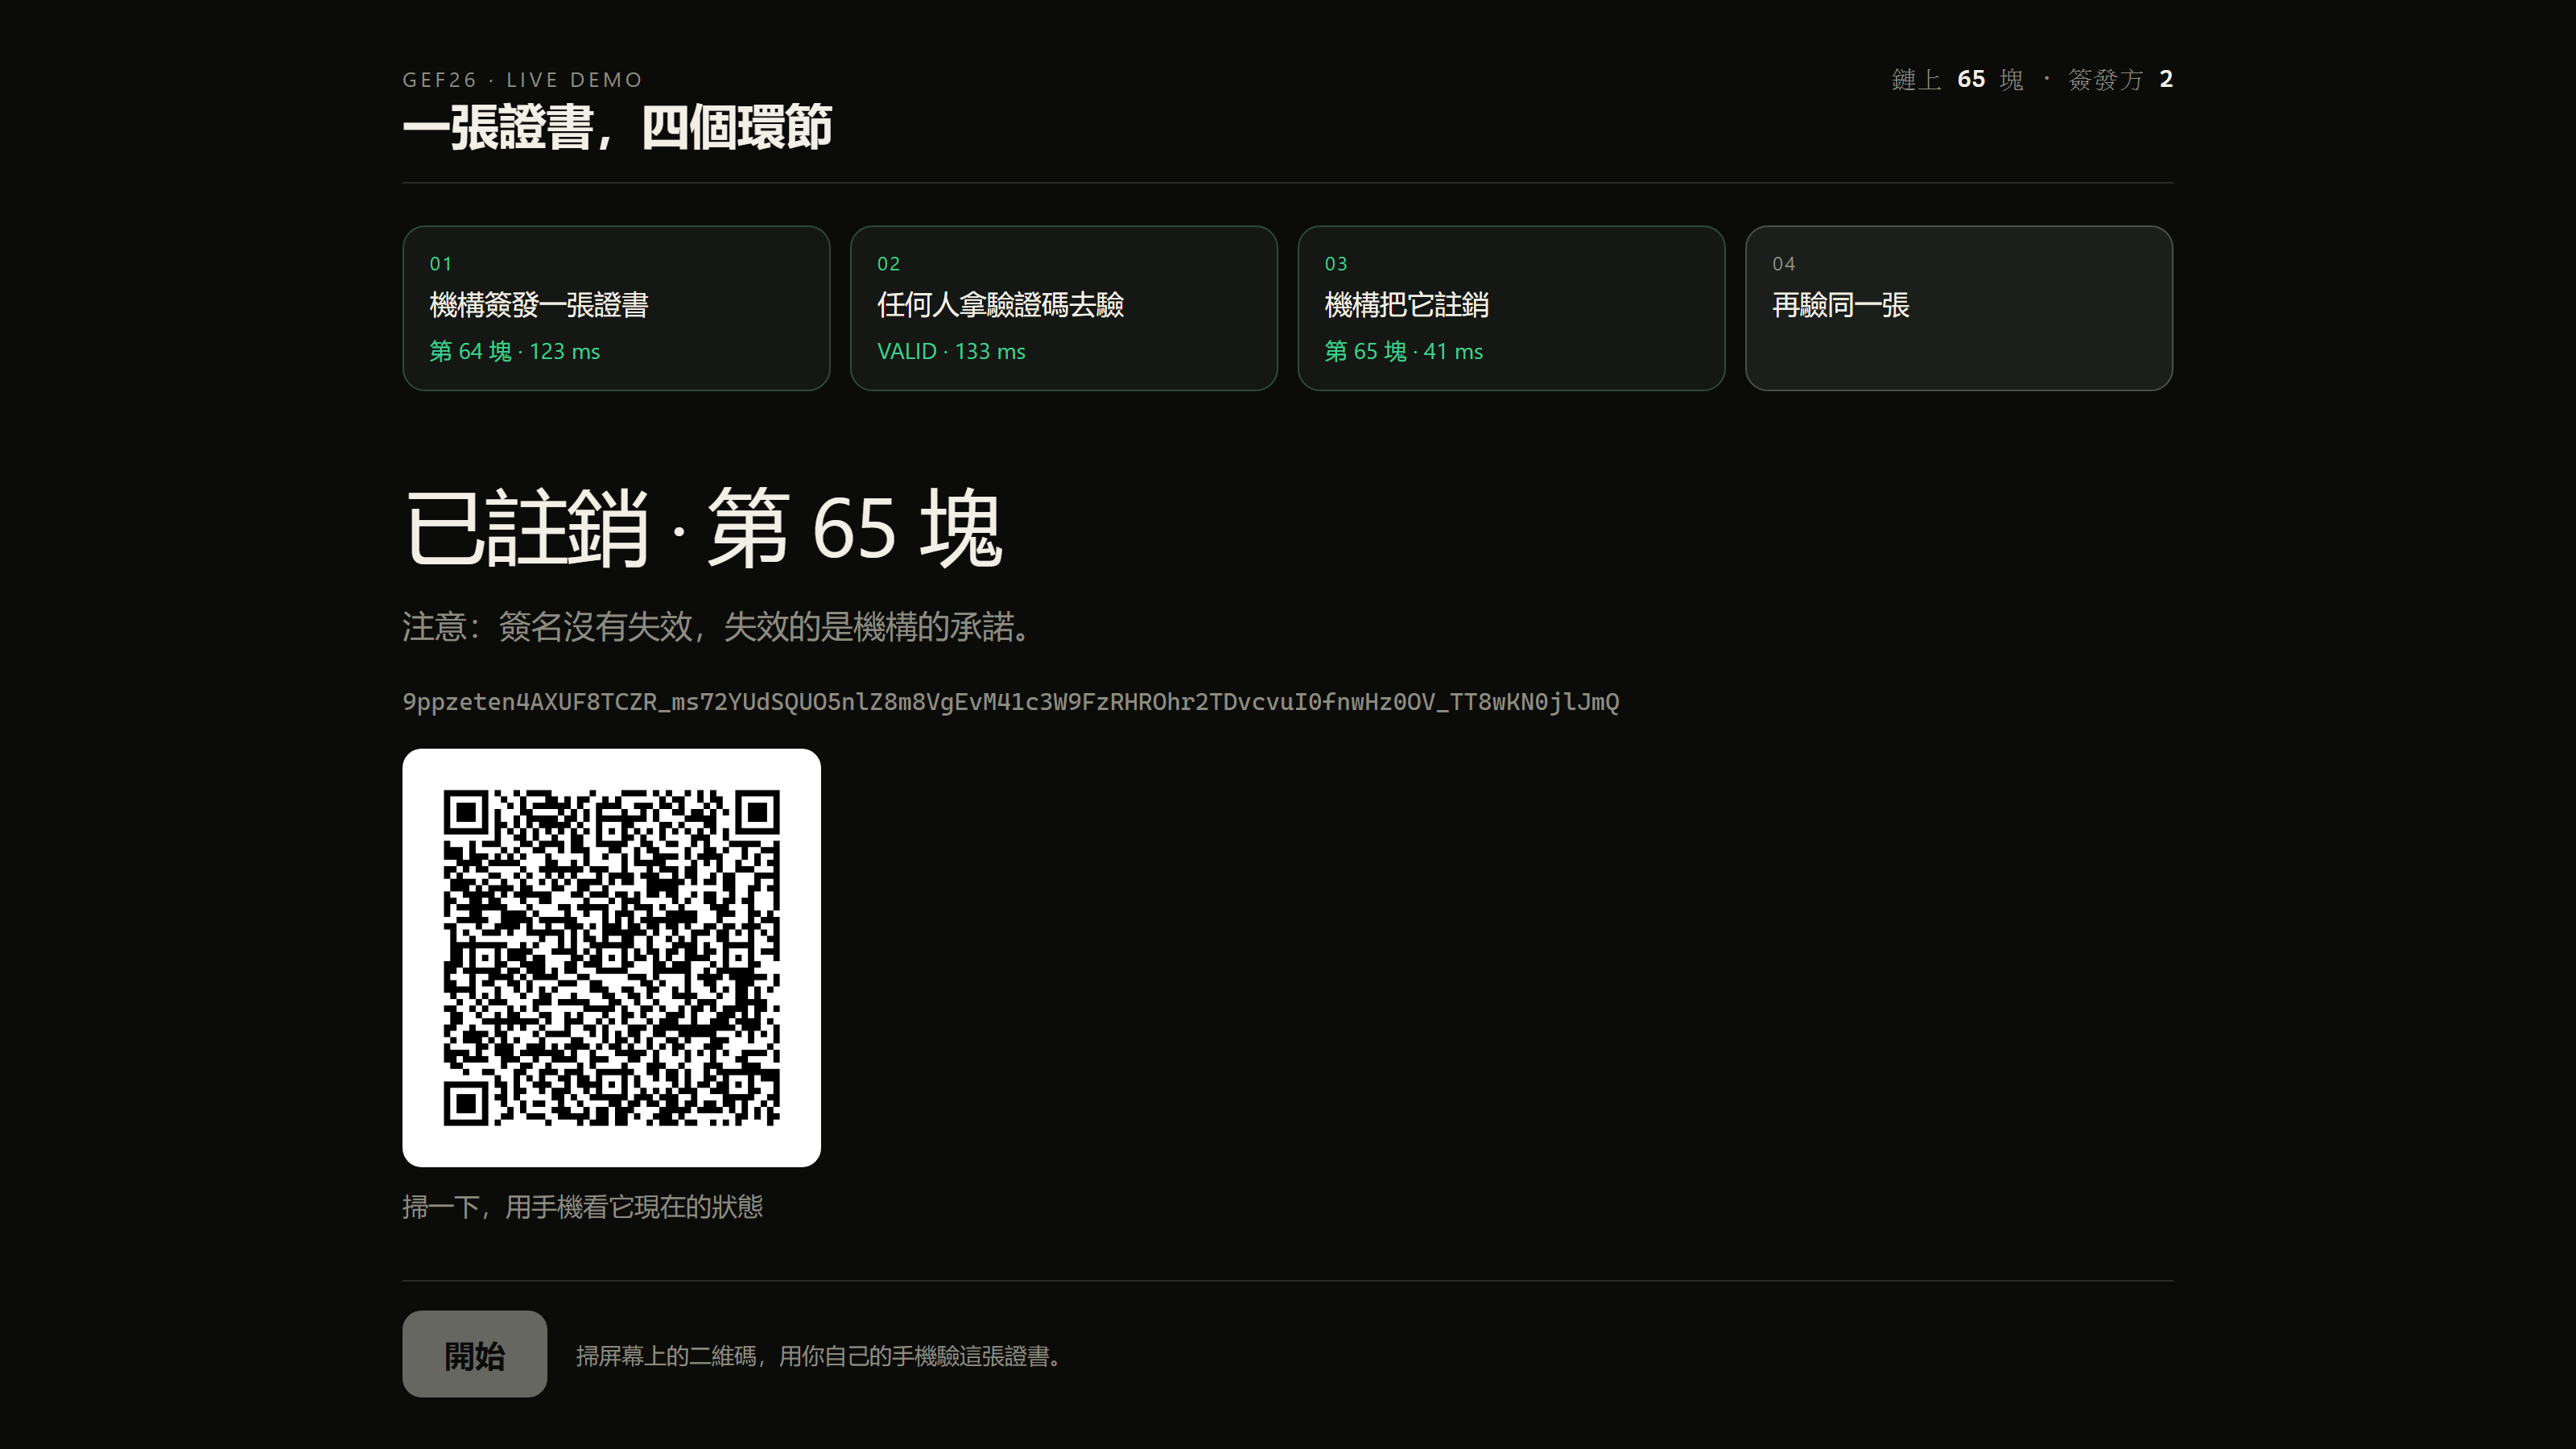 GEF26 · LIVE DEMO
鏈上 65 塊 · 簽發方 2
一張證書，四個環節
01
機構簽發一張證書
第 64 塊 · 123 ms
02
任何人拿驗證碼去驗
VALID · 133 ms
03
機構把它註銷
第 65 塊 · 41 ms
04
再驗同一張
已註銷 · 第 65 塊
注意：簽名沒有失效，失效的是機構的承諾。
9ppzeten4AXUF8TCZR_ms72YUdSQUO5nlZ8m8VgEvM41c3W9FzRHROhr2TDvcvuI0fnwHz0OV_TT8wKN0jlJmQ
掃一下，用手機看它現在的狀態
開始
掃屏幕上的二維碼，用你自己的手機驗這張證書。